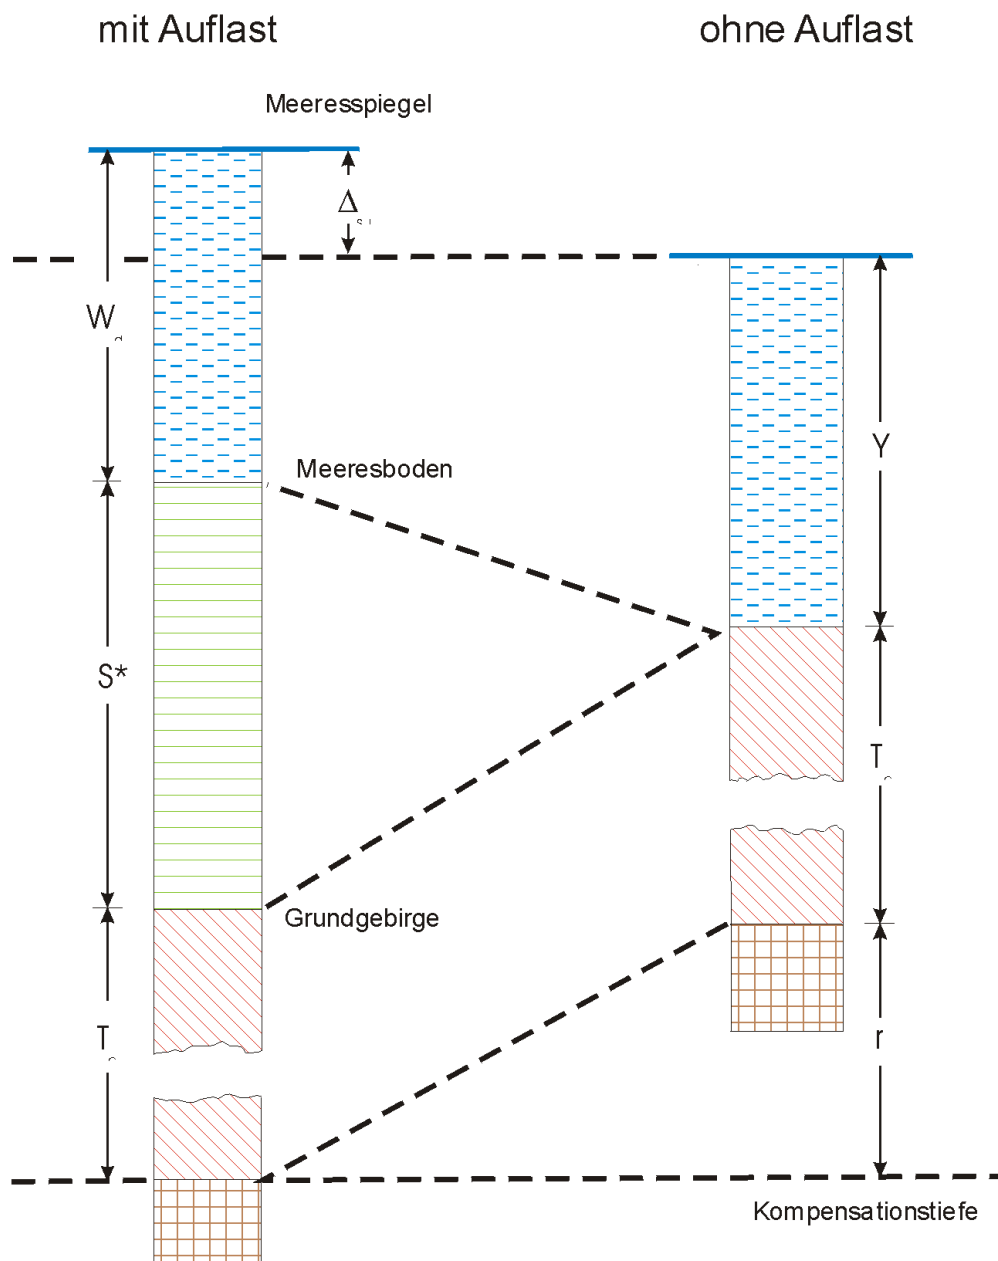 mit Auflast
ohne Auflast
Meeresspiegel
Δ
W
Meeresboden
Y
S*
T
Grundgebirge
T
r
Kompensationstiefe